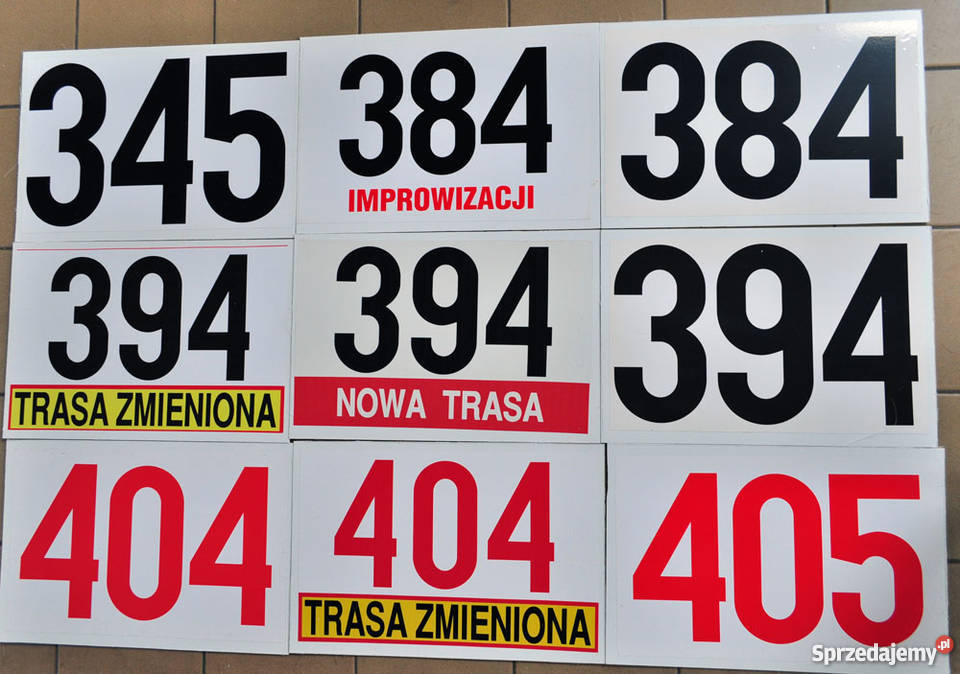 345
384
IMPROWIZACJI
384
394
TRASA ZMIENIONA
394
NOWA TRASA
394
404
404
TRASA ZMIENIONA
405
Sprzedajemy.pl